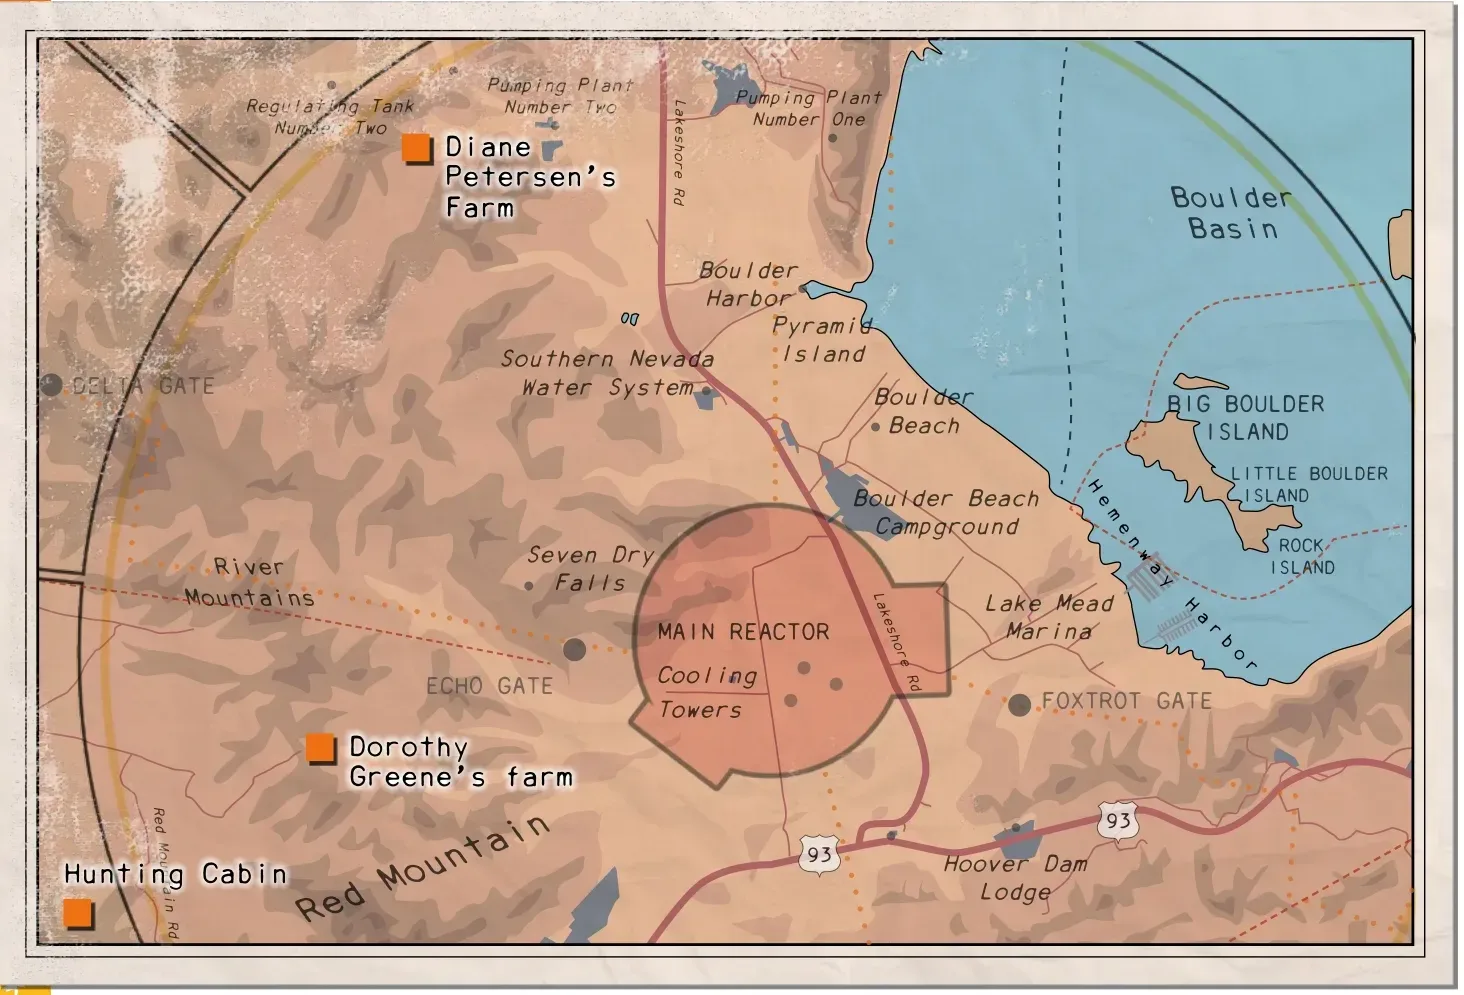 Regulating Tank
Number Two
Pumping Plant
Number Two
Pumping Plant
Number One
Diane
Petersen's
Farm
Lakeshore Rd
Boulder
Basin
Boulder
Harbor
Pyramid
Island
Southern Nevada
Water System
DELTA GATE
Boulder
Beach
BIG BOULDER
ISLAND
LITTLE BOULDER
ISLAND
ROCK
ISLAND
Hemenway Harbor
Boulder Beach
Campground
Seven Dry
Falls
River
Mountains
MAIN REACTOR
Cooling
Towers
Lakeshore Rd
Lake Mead
Marina
ECHO GATE
FOXTROT GATE
Dorothy
Greene's farm
Red Mountain
Red Mountain Rd
Hunting Cabin
93
93
Hoover Dam
Lodge